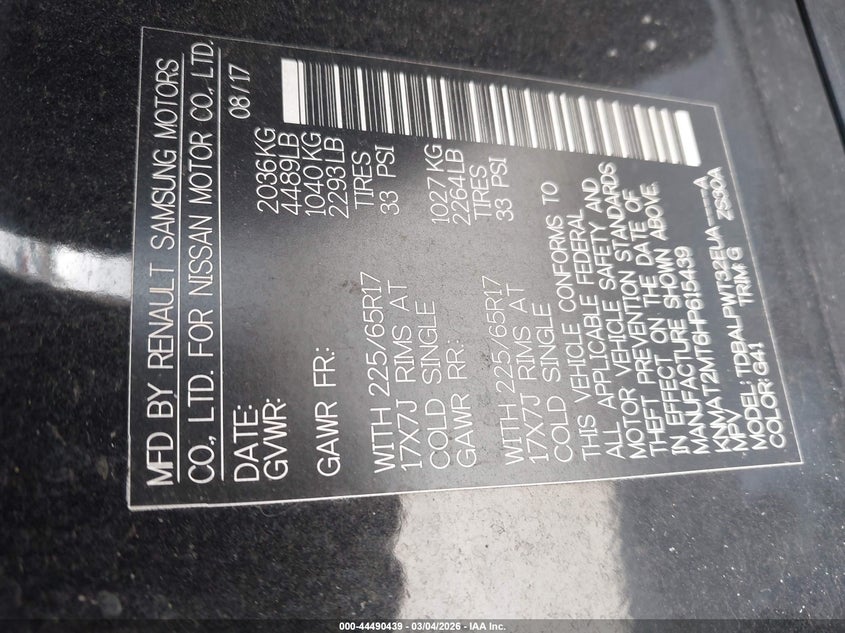 MFD BY RENAULT SAMSUNG MOTORS
CO., LTD. FOR NISSAN MOTOR CO., LTD.
DATE: 08/17
GVWR: 2036KG
4489LB
GAWR FR: 1040KG
2293LB
WITH 225/65R17 TIRES
17X7J RIMS AT 33 PSI
COLD SINGLE
GAWR RR: 1027KG
2264LB
WITH 225/65R17 TIRES
17X7J RIMS AT 33 PSI
COLD SINGLE
THIS VEHICLE CONFORMS TO
ALL APPLICABLE FEDERAL
MOTOR VEHICLE SAFETY AND
THEFT PREVENTION STANDARDS
IN EFFECT ON THE DATE OF
MANUFACTURE SHOWN ABOVE.
KNMAT2MT6HP615439
MPV
MODEL: TDBALPWT32EUA-----A
COLOR: G41 TRIM: G ZS00A
000-44490439 - 03/04/2026 - IAA Inc.